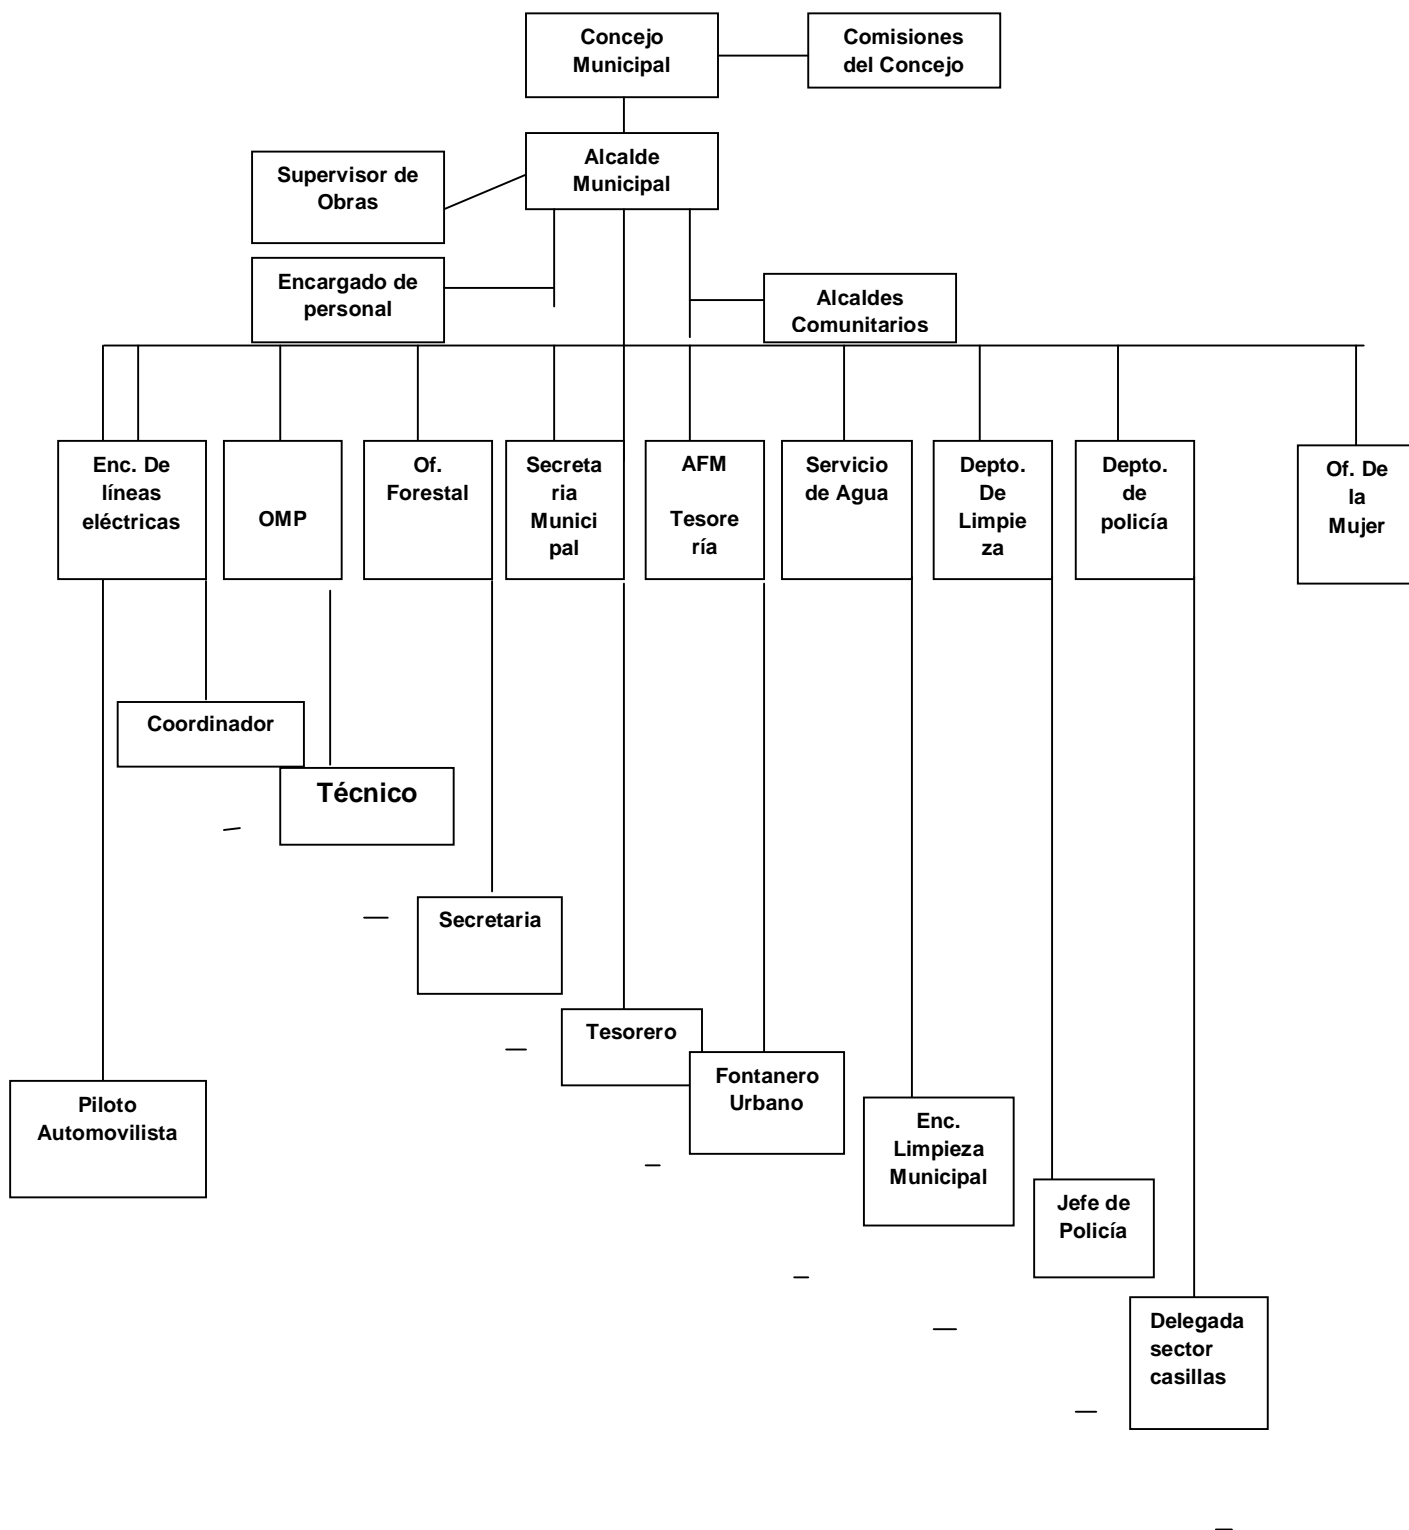 Concejo
Municipal
Comisiones
del Concejo
Alcalde
Municipal
Supervisor de
Obras
Encargado de
personal
Alcaldes
Comunitarios
Enc. De
líneas
eléctricas
OMP
Of.
Forestal
Secreta
ria
Munici
pal
AFM
Tesore
ría
Servicio
de Agua
Depto.
De
Limpie
za
Depto.
de
policía
Of. De
la
Mujer
Coordinador
Técnico
Secretaria
Tesorero
Fontanero
Urbano
Piloto
Automovilista
Enc.
Limpieza
Municipal
Jefe de
Policía
Delegada
sector
casillas